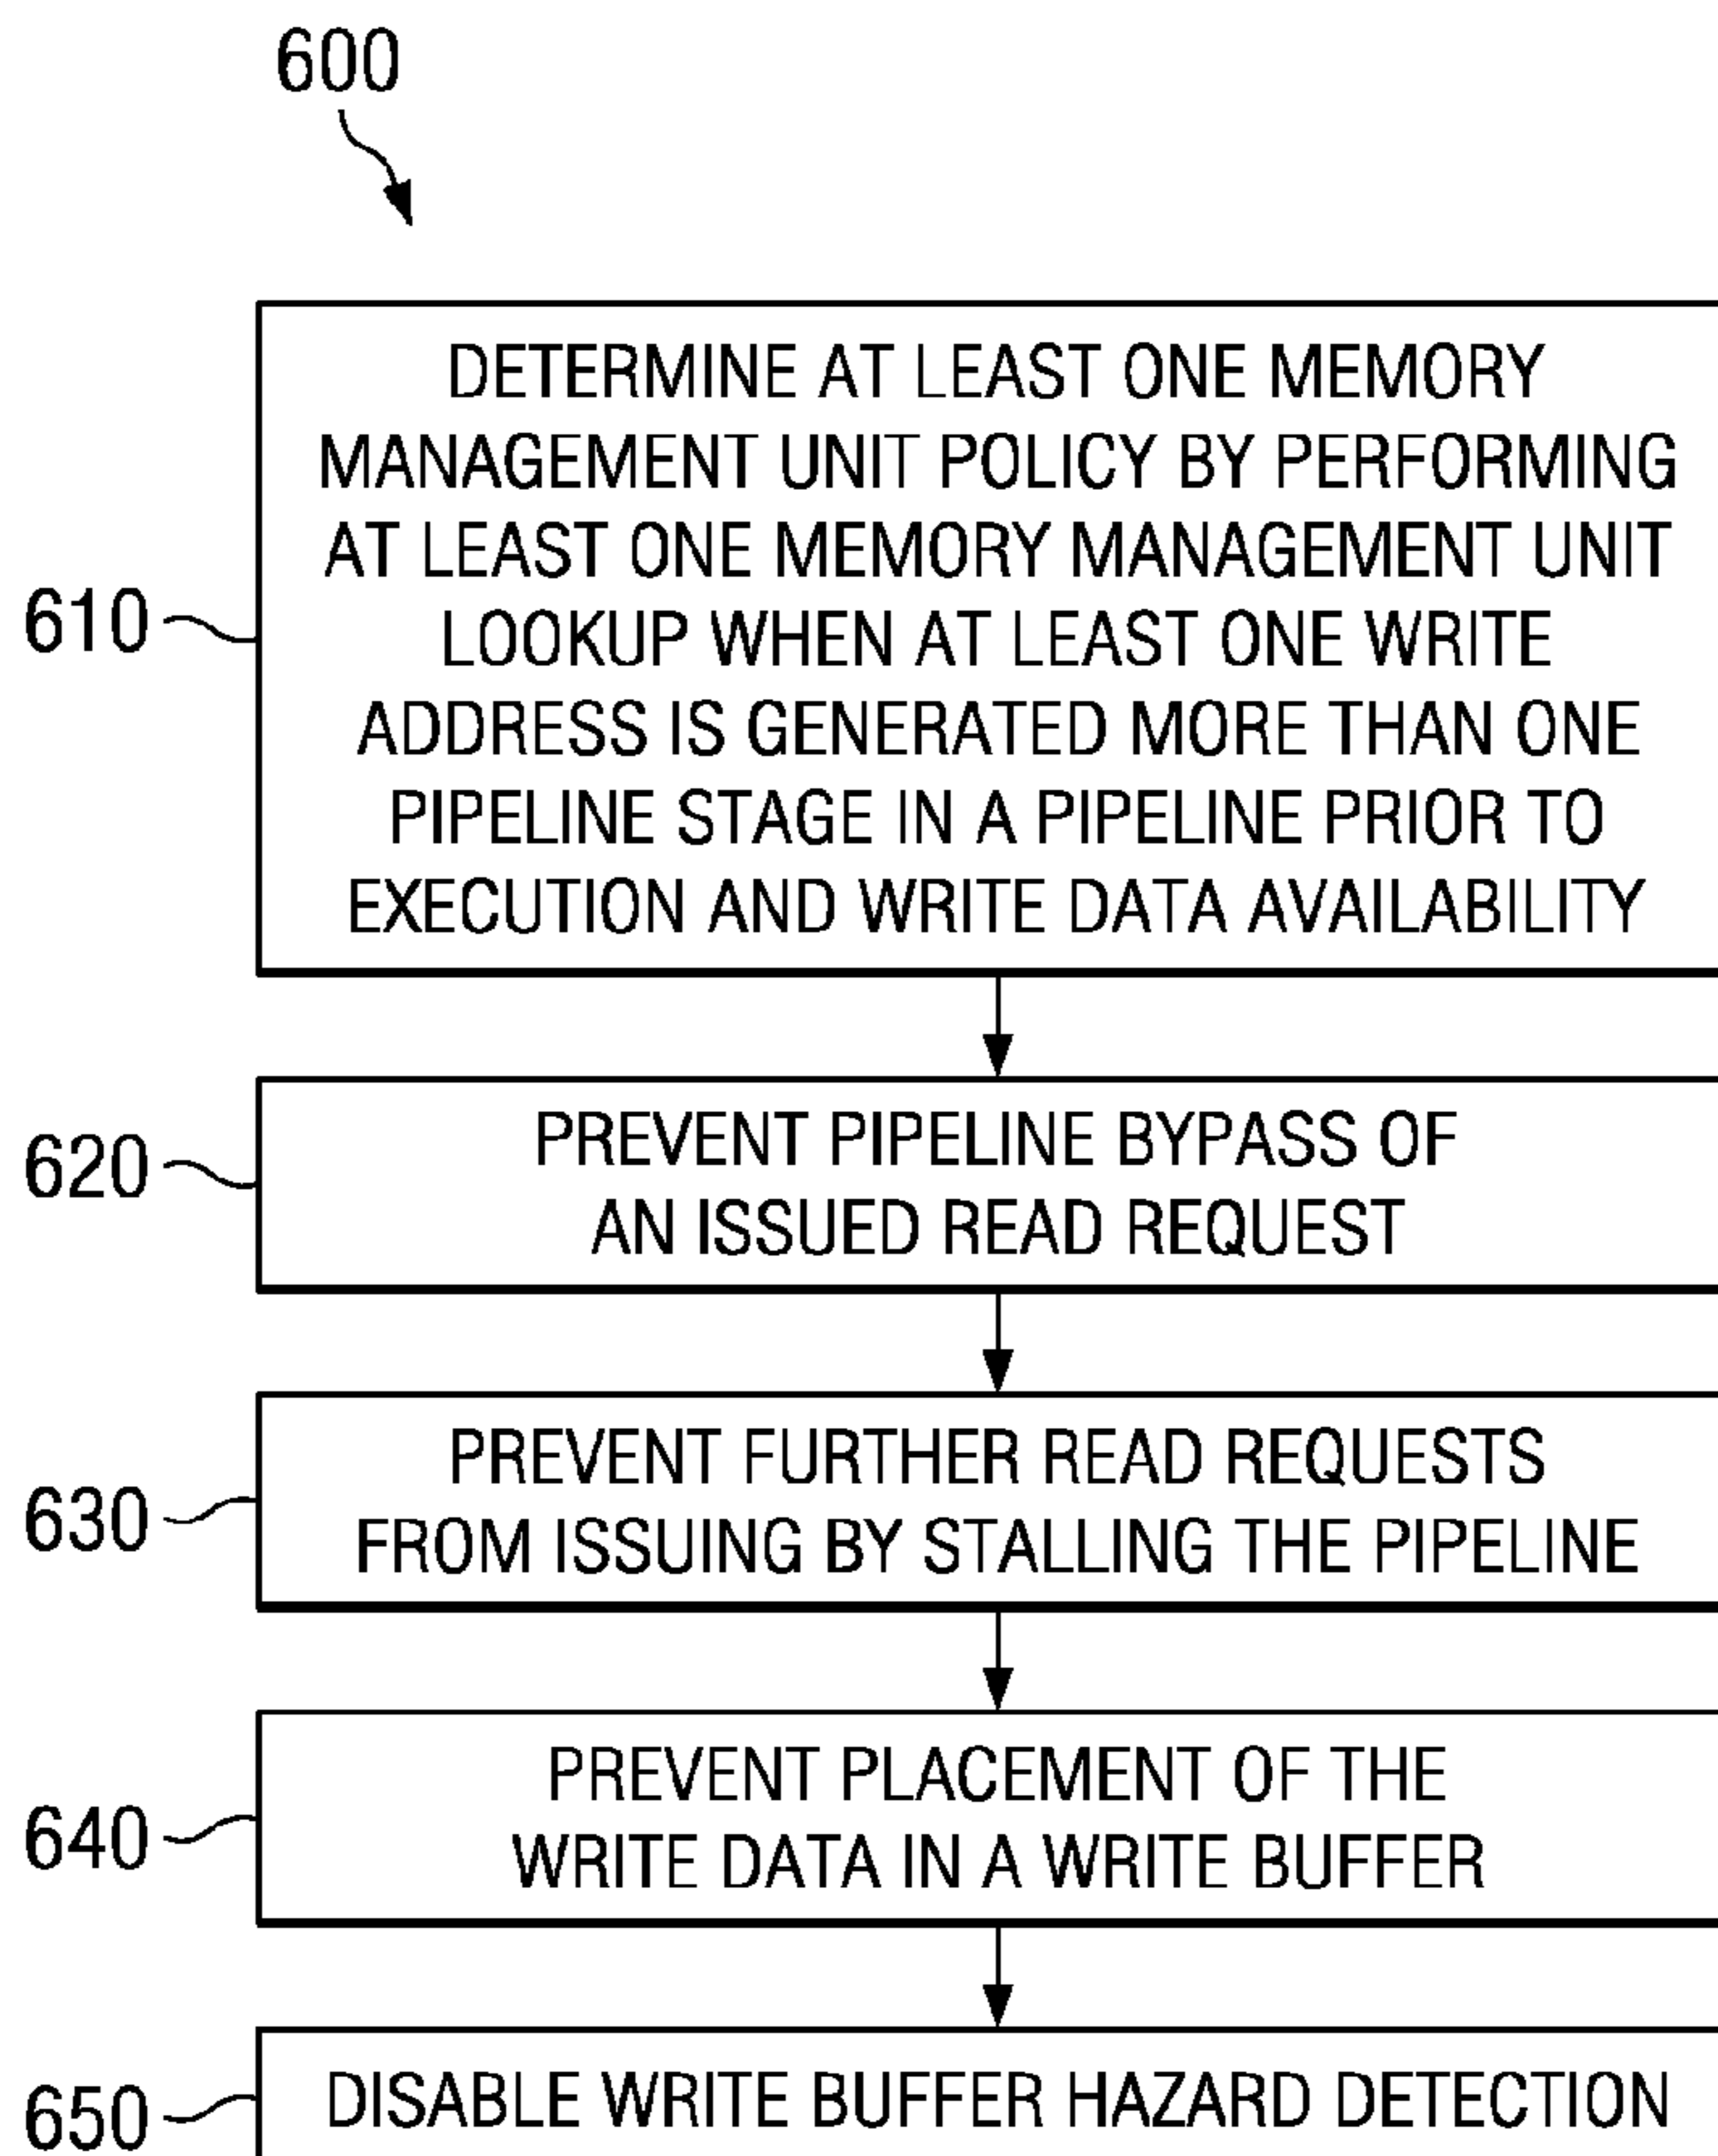 600
610
DETERMINE AT LEAST ONE MEMORY
MANAGEMENT UNIT POLICY BY PERFORMING
AT LEAST ONE MEMORY MANAGEMENT UNIT
LOOKUP WHEN AT LEAST ONE WRITE
ADDRESS IS GENERATED MORE THAN ONE
PIPELINE STAGE IN A PIPELINE PRIOR TO
EXECUTION AND WRITE DATA AVAILABILITY
620
PREVENT PIPELINE BYPASS OF
AN ISSUED READ REQUEST
630
PREVENT FURTHER READ REQUESTS
FROM ISSUING BY STALLING THE PIPELINE
640
PREVENT PLACEMENT OF THE
WRITE DATA IN A WRITE BUFFER
650
DISABLE WRITE BUFFER HAZARD DETECTION